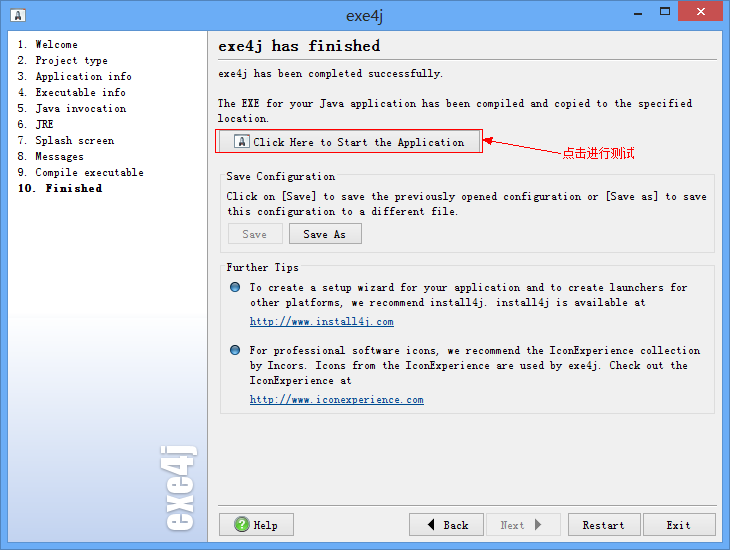 exe4j
1. Welcome
2. Project type
3. Application info
4. Executable info
5. Java invocation
6. JRE
7. Splash screen
8. Messages
9. Compile executable
10. Finished
exe4j
exe4j has finished
exe4j has been completed successfully.
The EXE for your Java application has been compiled and copied to the specified
location.
Click Here to Start the Application
点击进行测试
Save Configuration
Click on [Save] to save the previously opened configuration or [Save as] to save
this configuration to a different file.
Save
Save As
Further Tips
To create a setup wizard for your application and to create launchers for
other platforms, we recommend install4j. install4j is available at
http://www.install4j.com
For professional software icons, we recommend the IconExperience collection
by Incors. Icons from the IconExperience are used by exe4j. Check out the
IconExperience at
http://www.iconexperience.com
Help
Back
Next
Restart
Exit